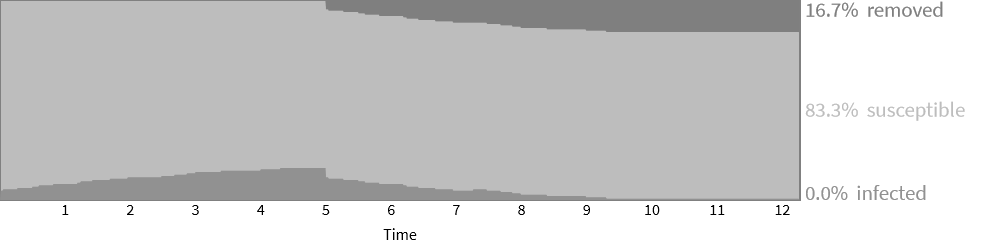 16.7% removed
83.3% susceptible
0.0% infected
1 2 3 4 5 6 7 8 9 10 11 12
Time